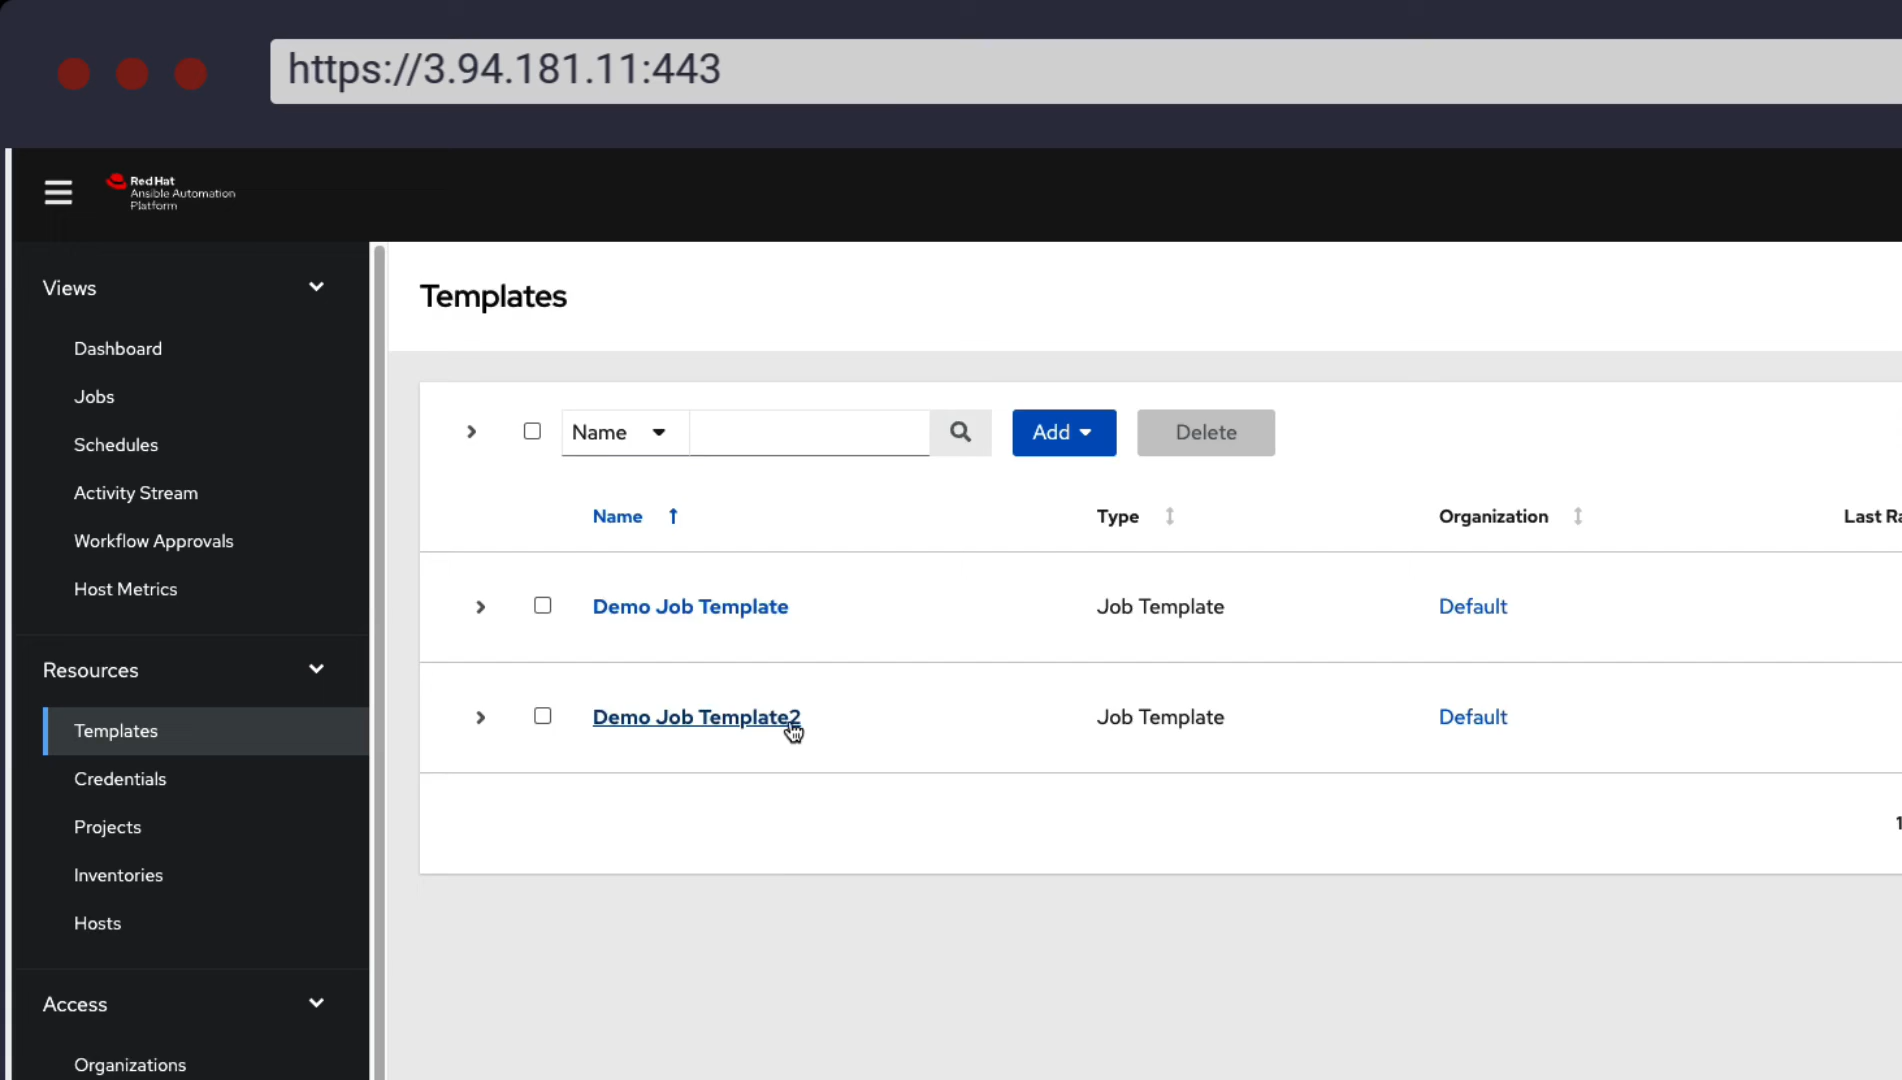 https://3.94.181.11:443
Red Hat
Ansible Automation
Platform
Views
Dashboard
Jobs
Schedules
Activity Stream
Workflow Approvals
Host Metrics
Resources
Templates
Credentials
Projects
Inventories
Hosts
Access
Organizations
Templates
Name
Add
Delete
Name Type Organization Last Ra
Demo Job Template Job Template Default
Demo Job Template2 Job Template Default
1